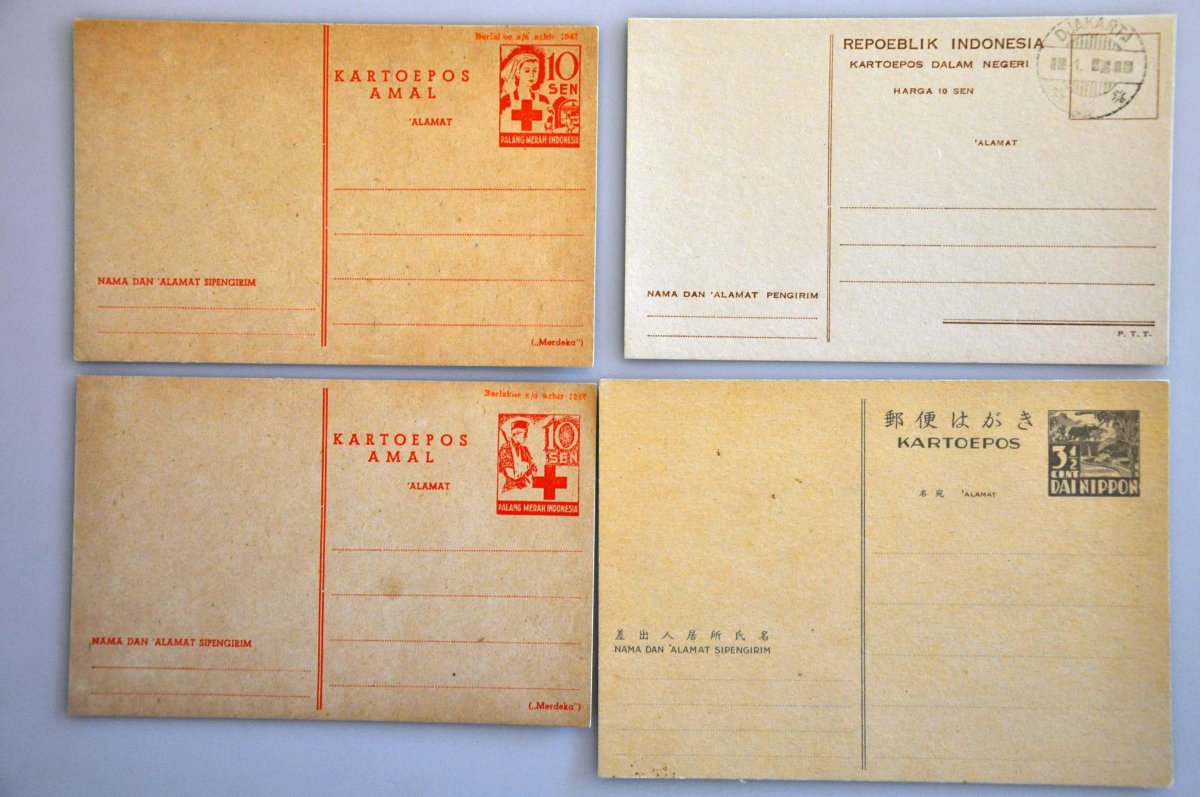 Berlakoe s/d achir 1947
KARTOEPOS
AMAL
'ALAMAT
10
SEN
PALANG MERAH INDONESIA
NAMA DAN 'ALAMAT SIPENGIRIM
(„Merdeka")
REPOEBLIK INDONESIA
KARTOEPOS DALAM NEGERI
HARGA 10 SEN
'ALAMAT
NAMA DAN 'ALAMAT PENGIRIM
P. T. T.
Berlakoe s/d achir 1947
KARTOEPOS
AMAL
'ALAMAT
10
SEN
PALANG MERAH INDONESIA
NAMA DAN 'ALAMAT SIPENGIRIM
(„Merdeka")
郵便はがき
KARTOEPOS
名宛 'ALAMAT
3½
CENT
DAI NIPPON
差出人居所氏名
NAMA DAN 'ALAMAT SIPENGIRIM